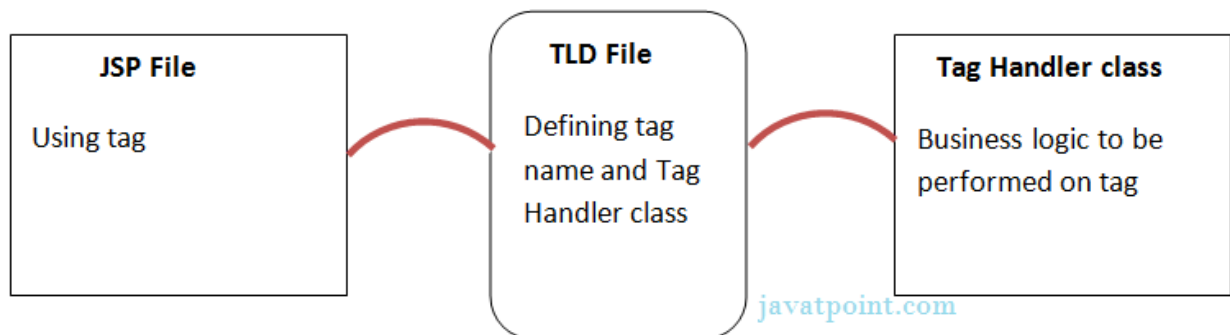 JSP File
Using tag
TLD File
Defining tag
name and Tag
Handler class
Tag Handler class
Business logic to be
performed on tag
javatpoint.com